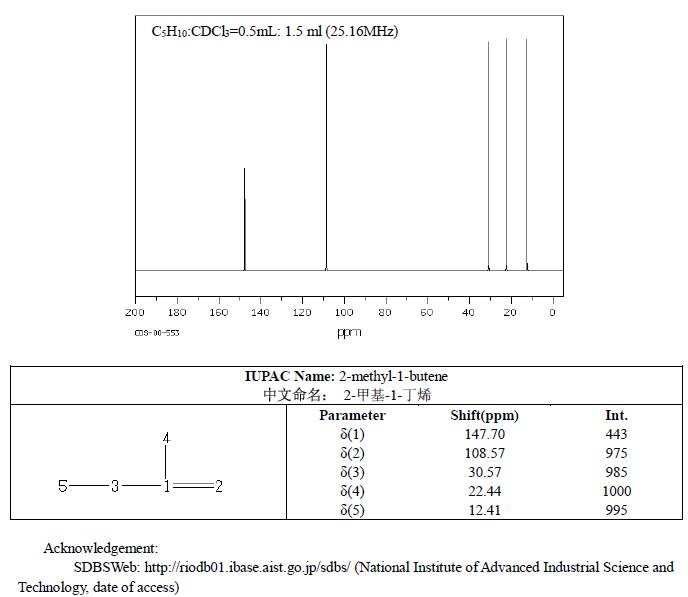 C₅H₁₀:CDCl₃=0.5mL: 1.5 ml (25.16MHz)
200 180 160 140 120 100 80 60 40 20 0
CDS-00-553
ppm
IUPAC Name: 2-methyl-1-butene
中文命名： 2-甲基-1-丁烯
Parameter Shift(ppm) Int.
δ(1) 147.70 443
δ(2) 108.57 975
δ(3) 30.57 985
δ(4) 22.44 1000
δ(5) 12.41 995
4
5 3 1 2
Acknowledgement:
SDBSWeb: http://riodb01.ibase.aist.go.jp/sdbs/ (National Institute of Advanced Industrial Science and
Technology, date of access)